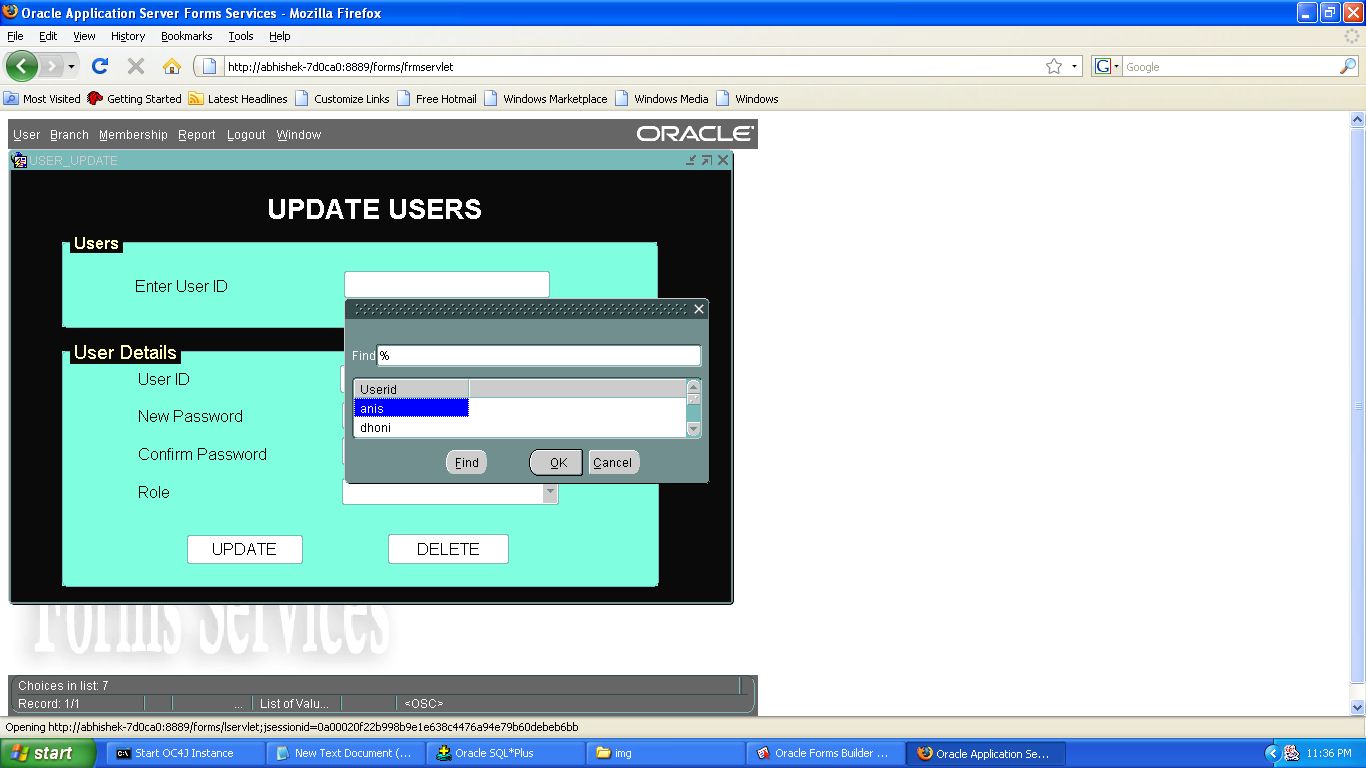 Oracle Application Server Forms Services - Mozilla Firefox
File Edit View History Bookmarks Tools Help
http://abhishek-7d0ca0:8889/forms/frmservlet
G Google
Most Visited Getting Started Latest Headlines Customize Links Free Hotmail Windows Marketplace Windows Media Windows
User Branch Membership Report Logout Window ORACLE
USER_UPDATE
UPDATE USERS
Users
Enter User ID
Find %
Userid
anis
dhoni
Find OK Cancel
User Details
User ID
New Password
Confirm Password
Role
UPDATE DELETE
Forms Services
Choices in list: 7
Record: 1/1 ... List of Valu... <OSC>
Opening http://abhishek-7d0ca0:8889/forms/lservlet;jsessionid=0a00020f22b998b9e1e638c4476a94e79b60debeb6bb
start Start OC4J Instance New Text Document (... Oracle SQL*Plus img Oracle Forms Builder ... Oracle Application Se... 11:36 PM